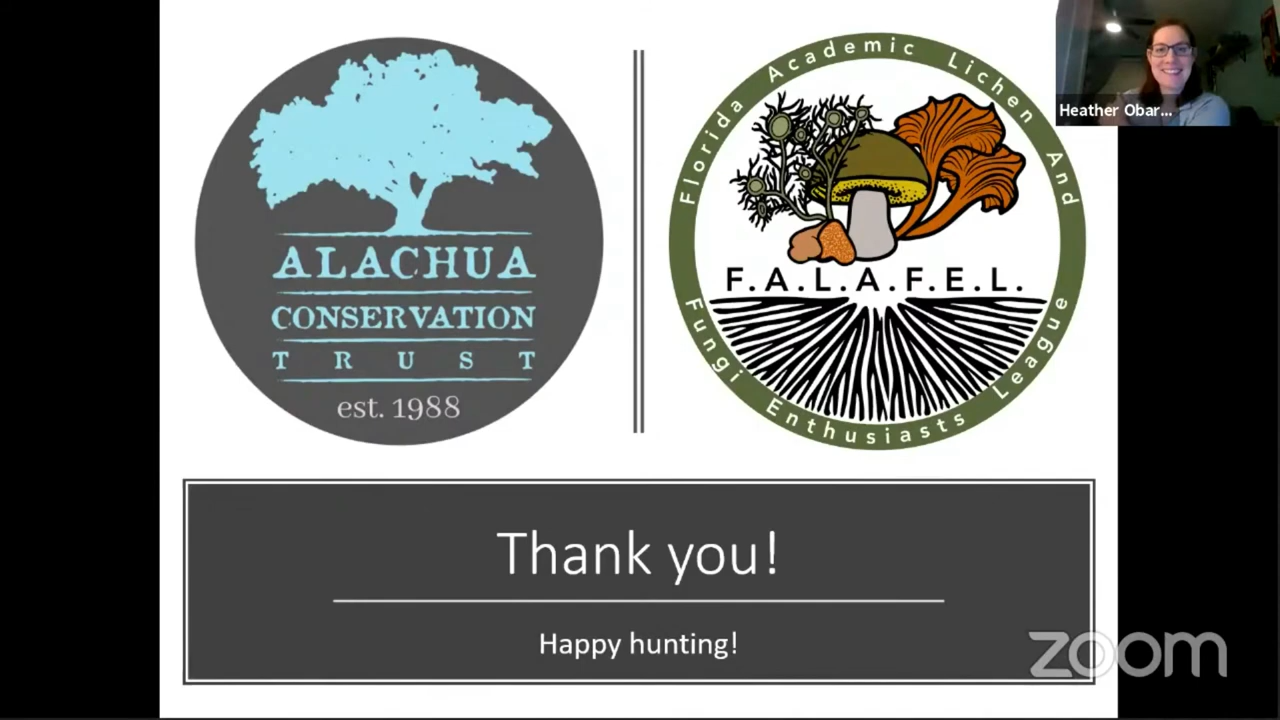 ALACHUA
CONSERVATION
TRUST
est. 1988
Florida Academic Lichen And
F.A.L.A.F.E.L.
Fungi Enthusiasts League
Heather Obar...
Thank you!
Happy hunting!
zoom